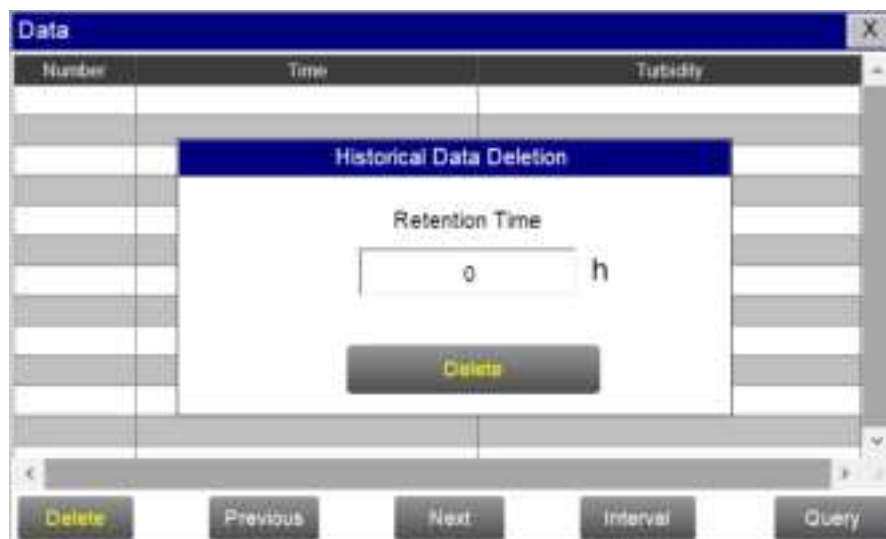 Data X
Number Time Turbidity
Historical Data Deletion
Retention Time
0 h
Delete
Delete Previous Next Interval Query